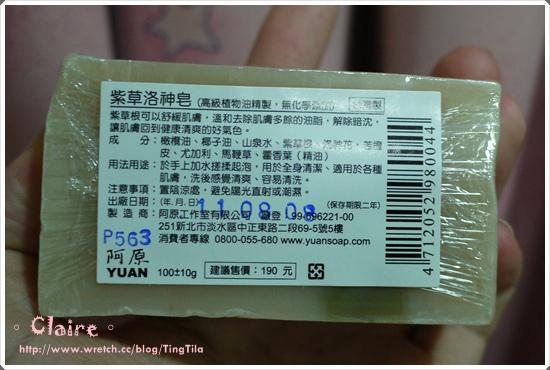 紫草洛神皂 (高級植物油精製，無化學添加)
紫草根可以舒緩肌膚，溫和去除肌膚多餘的油脂，解除暗沈，
讓肌膚回到健康清爽的好氣色。
成　分：橄欖油、椰子油、山泉水、紫草根、洛神花、苦橙
皮、尤加利、馬鞭草、藿香葉（精油）
用法用途：於手上加水搓揉起泡，用於全身清潔、適用於各種
肌膚，洗後感覺清爽、容易清洗。
注意事項：置陰涼處，避免陽光直射或潮濕。
出廠日期：(年.月.日) 11.08.08 (保存期限二年)
製造商：阿原工作室有限公司 99-596221-00
251新北市淡水區中正東路二段69-5號5樓
消費者專線 0800-055-680 www.yuansoap.com
P563
阿原
YUAN 100±10g 建議售價：190 元
4712052980044
Claire
http://www.wretch.cc/blog/TingTila